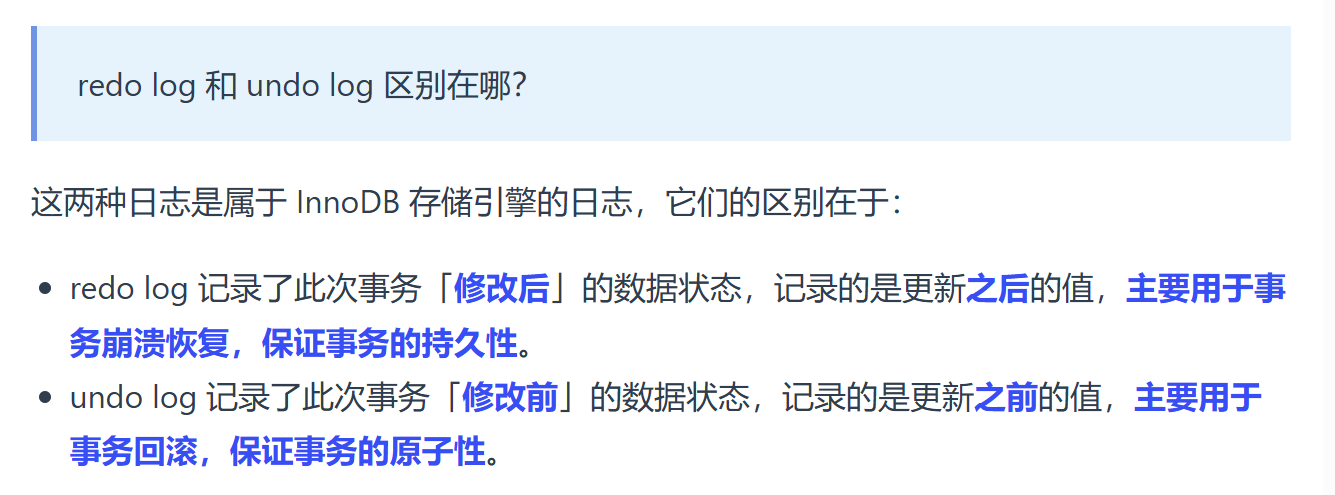 redo log 和 undo log 区别在哪？
这两种日志是属于 InnoDB 存储引擎的日志，它们的区别在于：
redo log 记录了此次事务「修改后」的数据状态，记录的是更新之后的值，主要用于事
务崩溃恢复，保证事务的持久性。
undo log 记录了此次事务「修改前」的数据状态，记录的是更新之前的值，主要用于
事务回滚，保证事务的原子性。